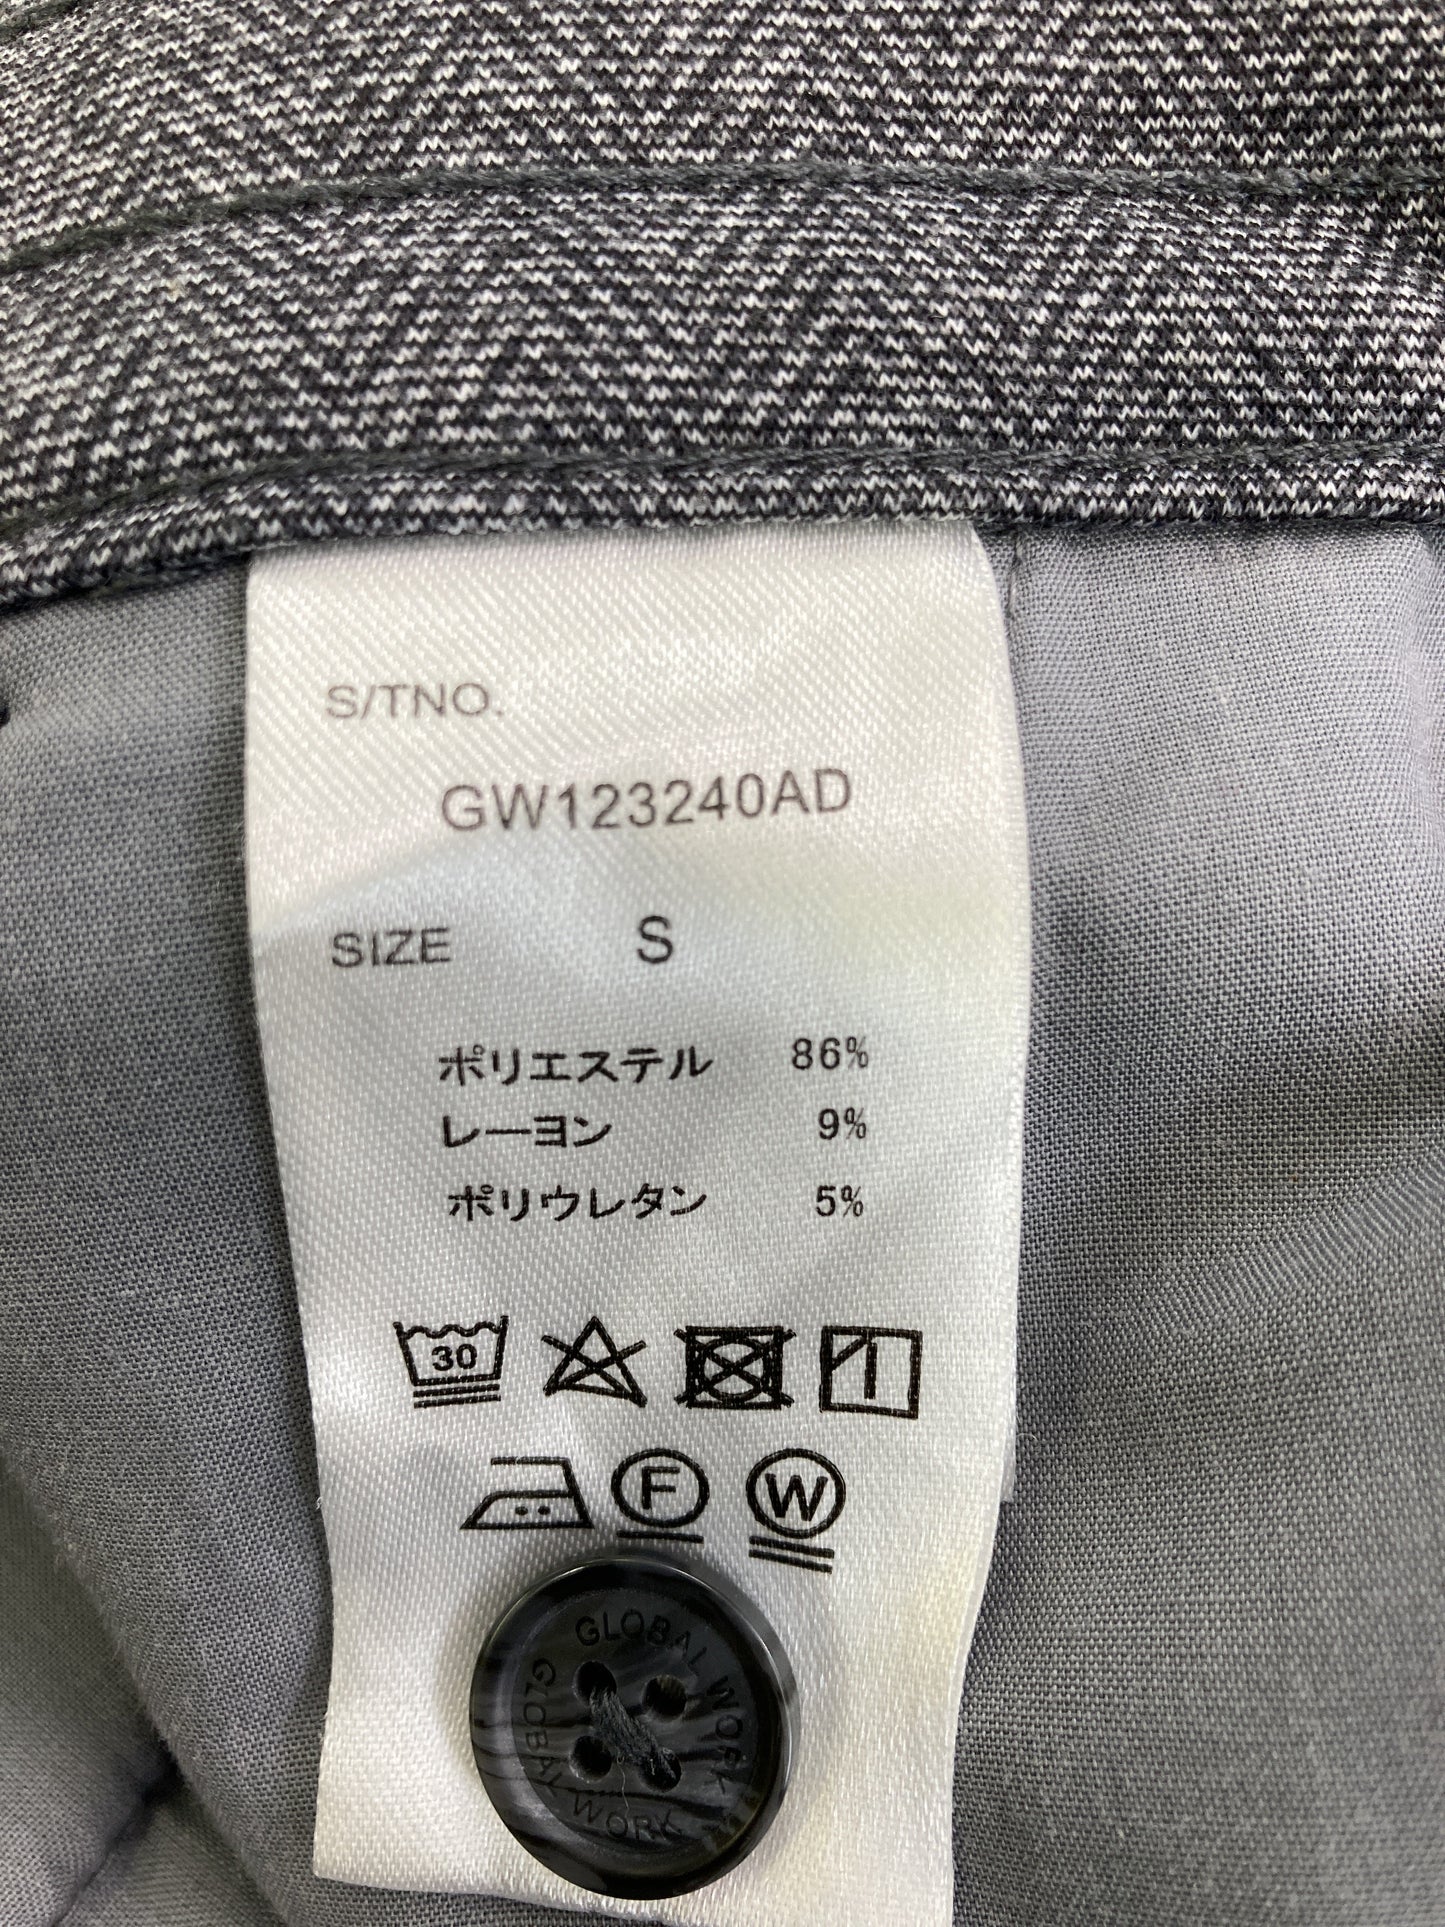 S/TNO.
GW123240AD
SIZE S
ポリエステル 86%
レーヨン 9%
ポリウレタン 5%
30
F W
GLOBAL WORK
GLOBAL WORK